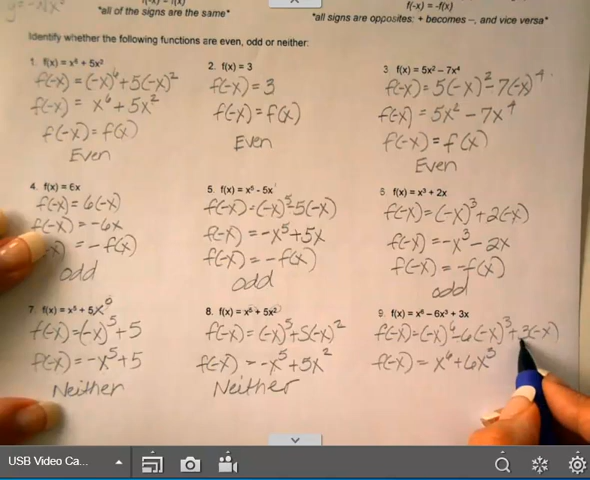 *all of the signs are the same*
f(-x) = -f(x)
*all signs are opposites: + becomes –, and vice versa*
Identify whether the following functions are even, odd or neither:
1. f(x) = x⁶ + 5x²
f(-x) = (-x)⁶ + 5(-x)²
f(-x) = x⁶ + 5x²
f(-x) = f(x)
Even
2. f(x) = 3
f(-x) = 3
f(-x) = f(x)
Even
3. f(x) = 5x² – 7x⁴
f(-x) = 5(-x)² - 7(-x)⁴
f(-x) = 5x² - 7x⁴
f(-x) = f(x)
Even
4. f(x) = 6x
f(-x) = 6(-x)
f(-x) = -6x
= -f(x)
odd
5. f(x) = x⁵ - 5x
f(-x) = (-x)⁵ - 5(-x)
f(-x) = -x⁵ + 5x
f(-x) = -f(x)
odd
6. f(x) = x³ + 2x
f(-x) = (-x)³ + 2(-x)
f(-x) = -x³ - 2x
f(-x) = -f(x)
odd
7. f(x) = x⁵ + 5x⁰
f(-x) = (-x)⁵ + 5
f(-x) = -x⁵ + 5
Neither
8. f(x) = x⁵ + 5x²
f(-x) = (-x)⁵ + 5(-x)²
f(-x) = -x⁵ + 5x²
Neither
9. f(x) = x⁶ – 6x³ + 3x
f(-x) = (-x)⁶ - 6(-x)³ + 3(-x)
f(-x) = x⁶ + 6x³
USB Video Ca...